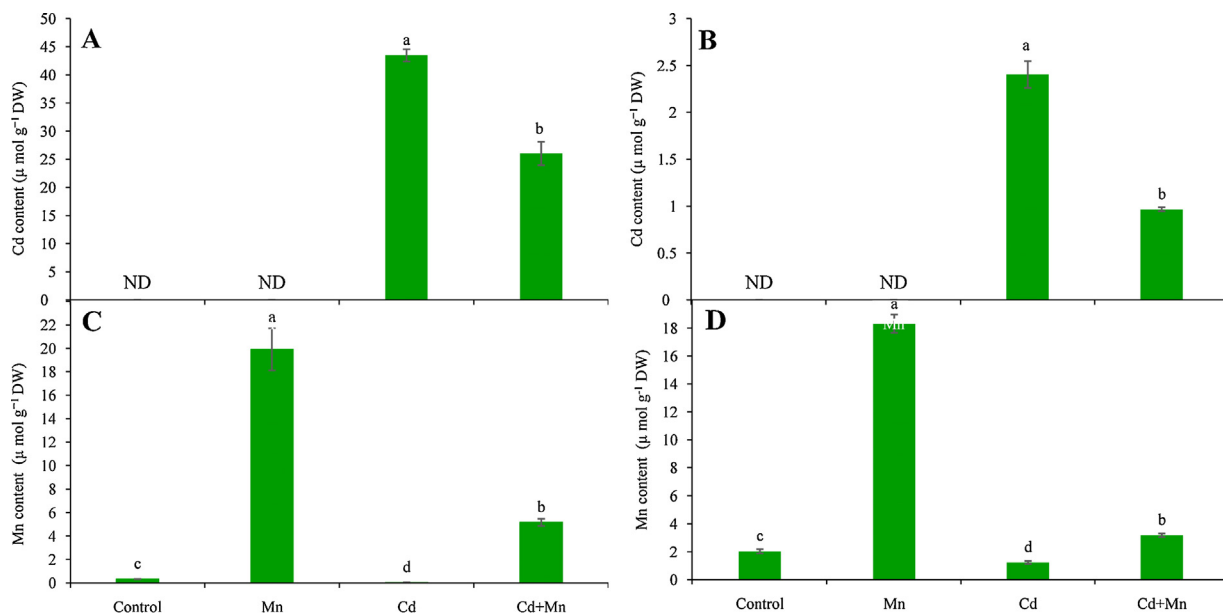 A
Cd content (µ mol g⁻¹ DW)
50
45
40
35
30
25
20
15
10
5
0
ND
ND
a
b
B
Cd content (µ mol g⁻¹ DW)
3
2.5
2
1.5
1
0.5
0
ND
ND
a
b
C
Mn content (µ mol g⁻¹ DW)
22
20
18
16
14
12
10
8
6
4
2
0
c
a
d
b
Control
Mn
Cd
Cd+Mn
D
Mn content (µ mol g⁻¹ DW)
18
16
14
12
10
8
6
4
2
0
c
a
Mn
d
b
Control
Mn
Cd
Cd+Mn